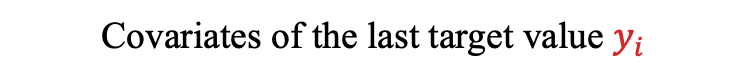 Covariates of the last target value yᵢ